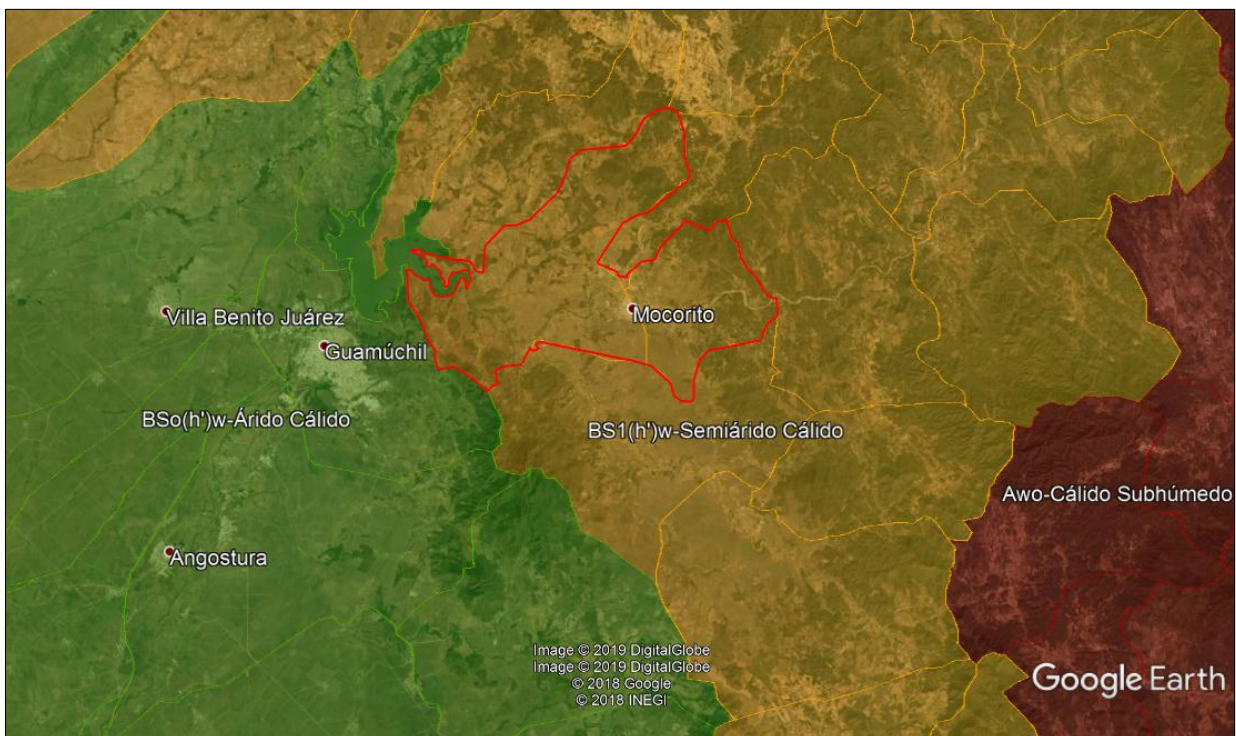 Villa Benito Juárez
Mocorito
Guamúchil
BSo(h')w-Árido Cálido
BS1(h')w-Semiárido Cálido
Awo-Cálido Subhúmedo
Angostura
Image © 2019 DigitalGlobe
Image © 2019 DigitalGlobe
© 2018 Google
© 2018 INEGI
Google Earth